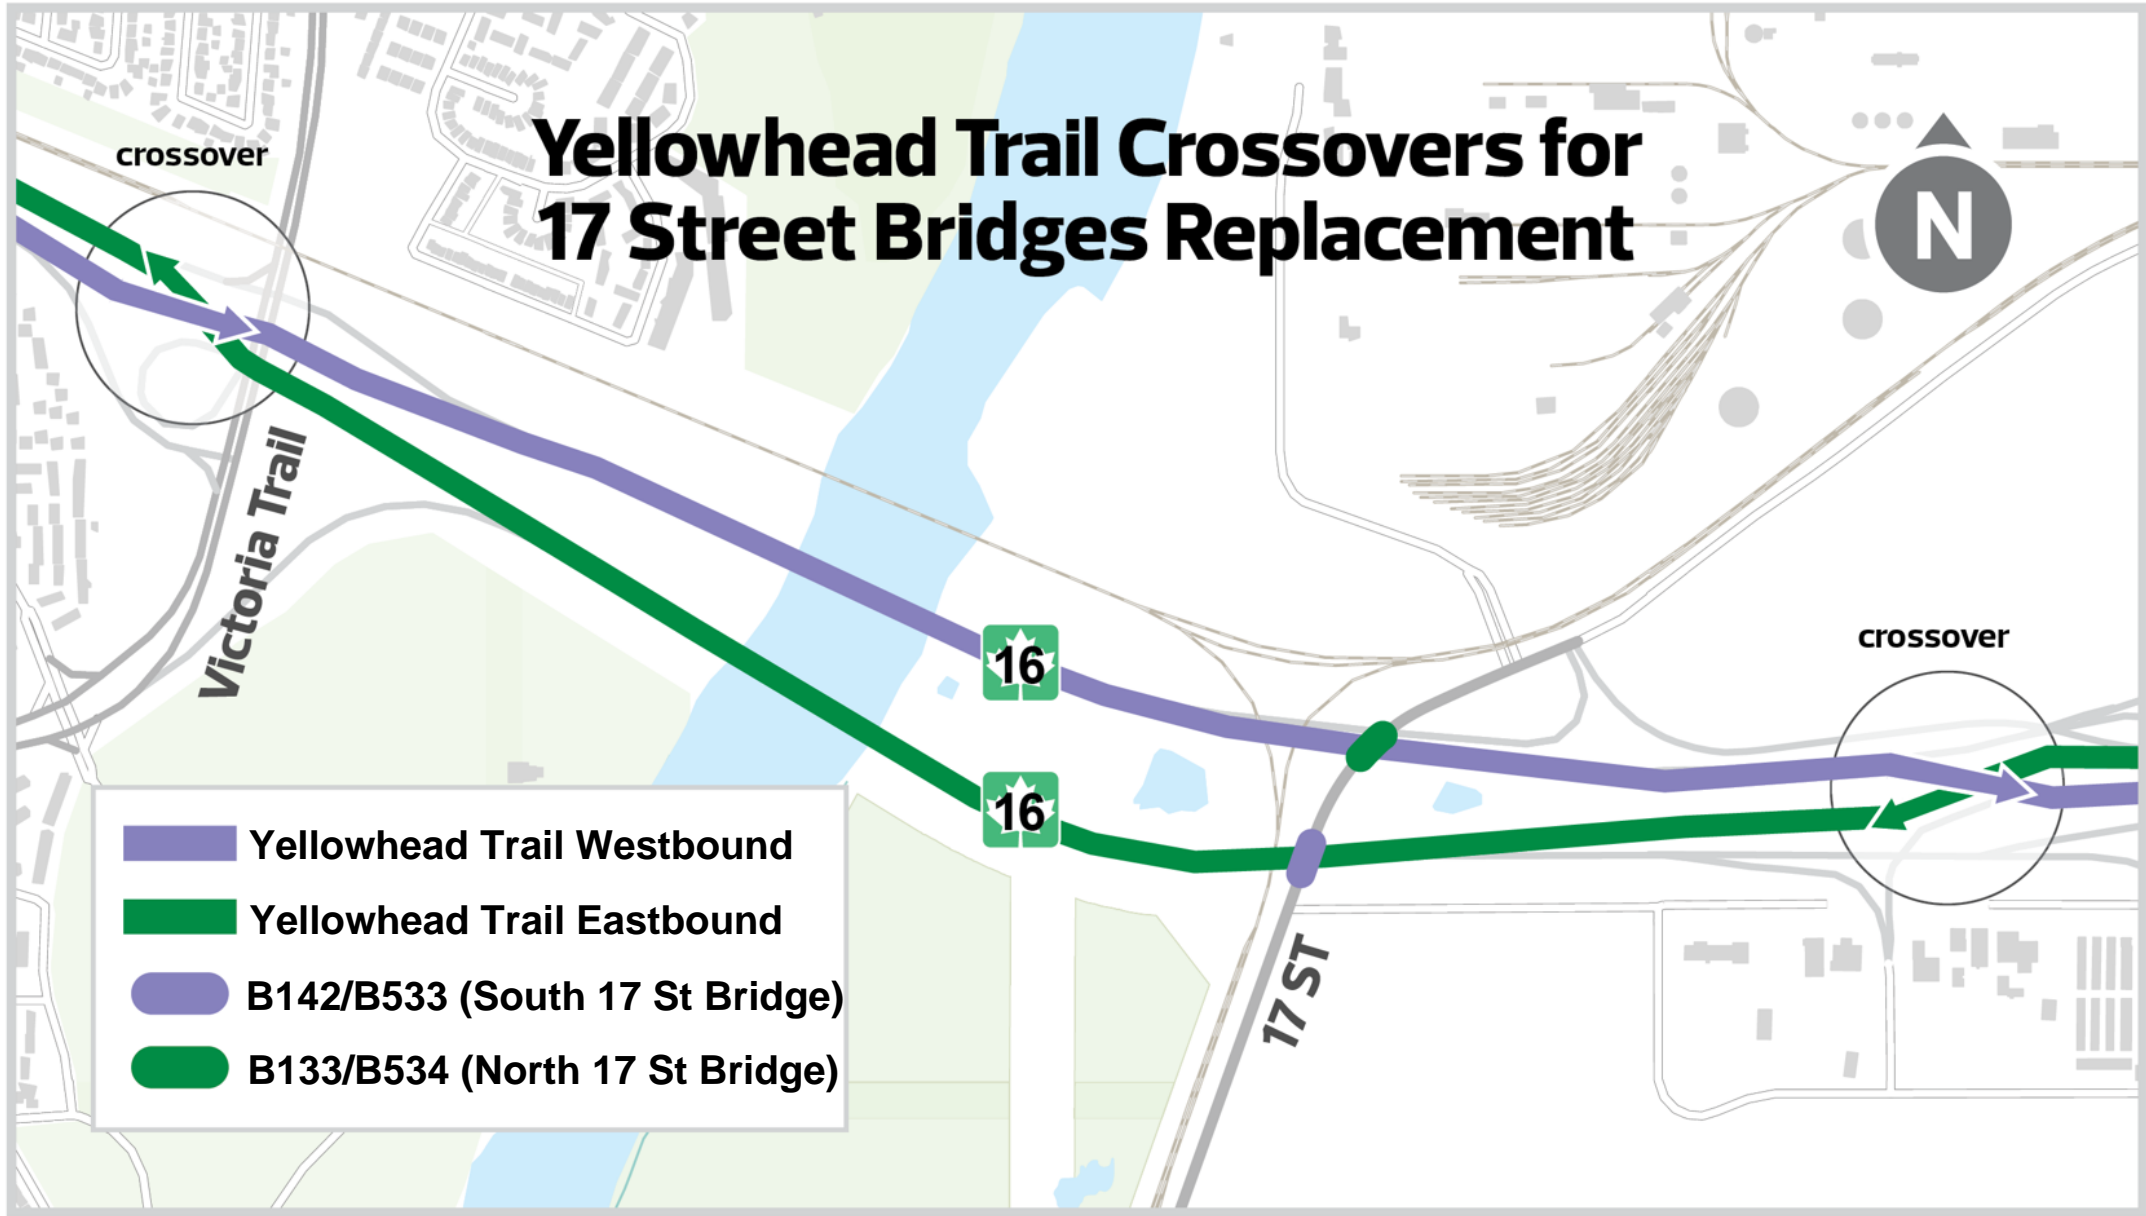 crossover
Yellowhead Trail Crossovers for
17 Street Bridges Replacement
N
Victoria Trail
16
crossover
16
Yellowhead Trail Westbound
Yellowhead Trail Eastbound
B142/B533 (South 17 St Bridge)
B133/B534 (North 17 St Bridge)
17 ST